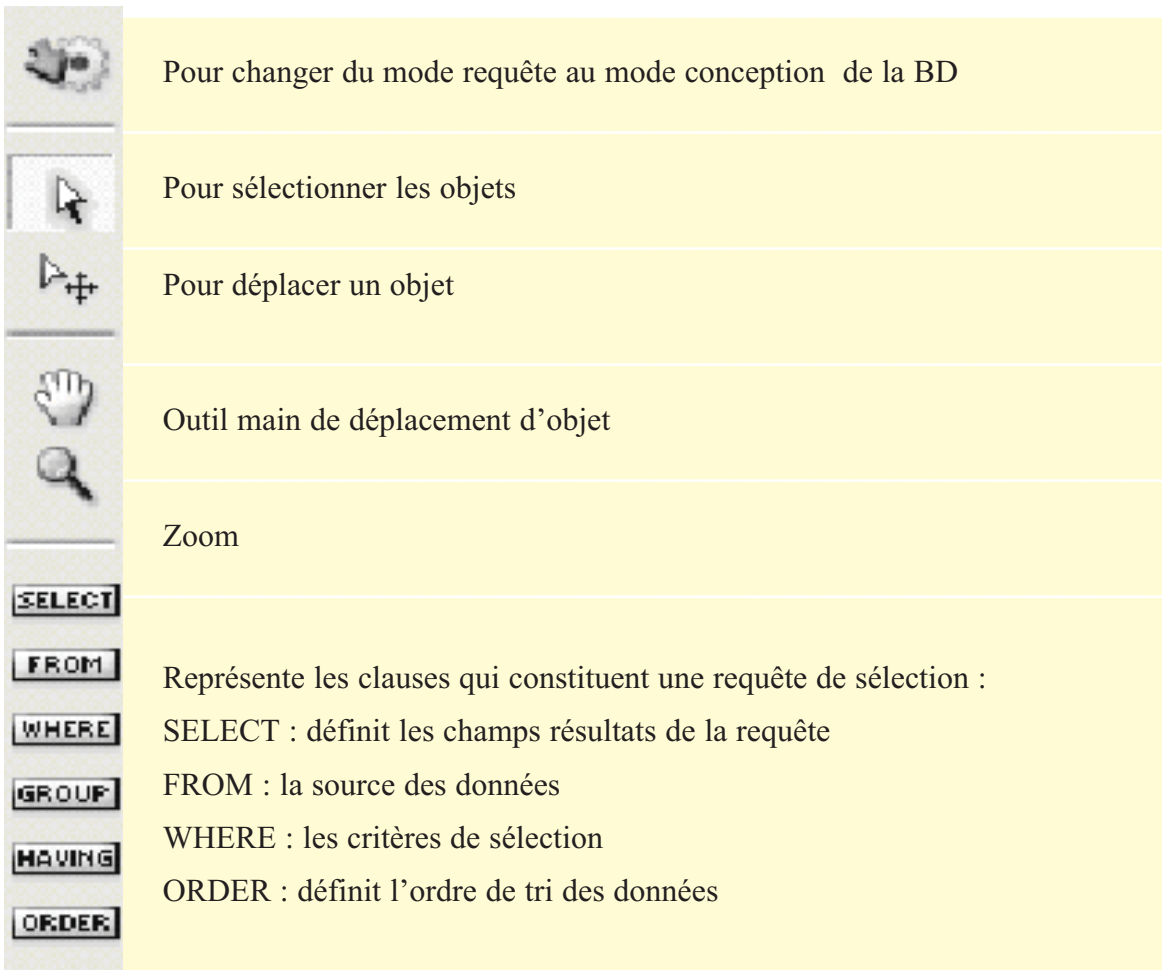 Pour changer du mode requête au mode conception de la BD
Pour sélectionner les objets
Pour déplacer un objet
Outil main de déplacement d’objet
Zoom
SELECT
FROM
WHERE
GROUP
HAVING
ORDER
Représente les clauses qui constituent une requête de sélection :
SELECT : définit les champs résultats de la requête
FROM : la source des données
WHERE : les critères de sélection
ORDER : définit l’ordre de tri des données